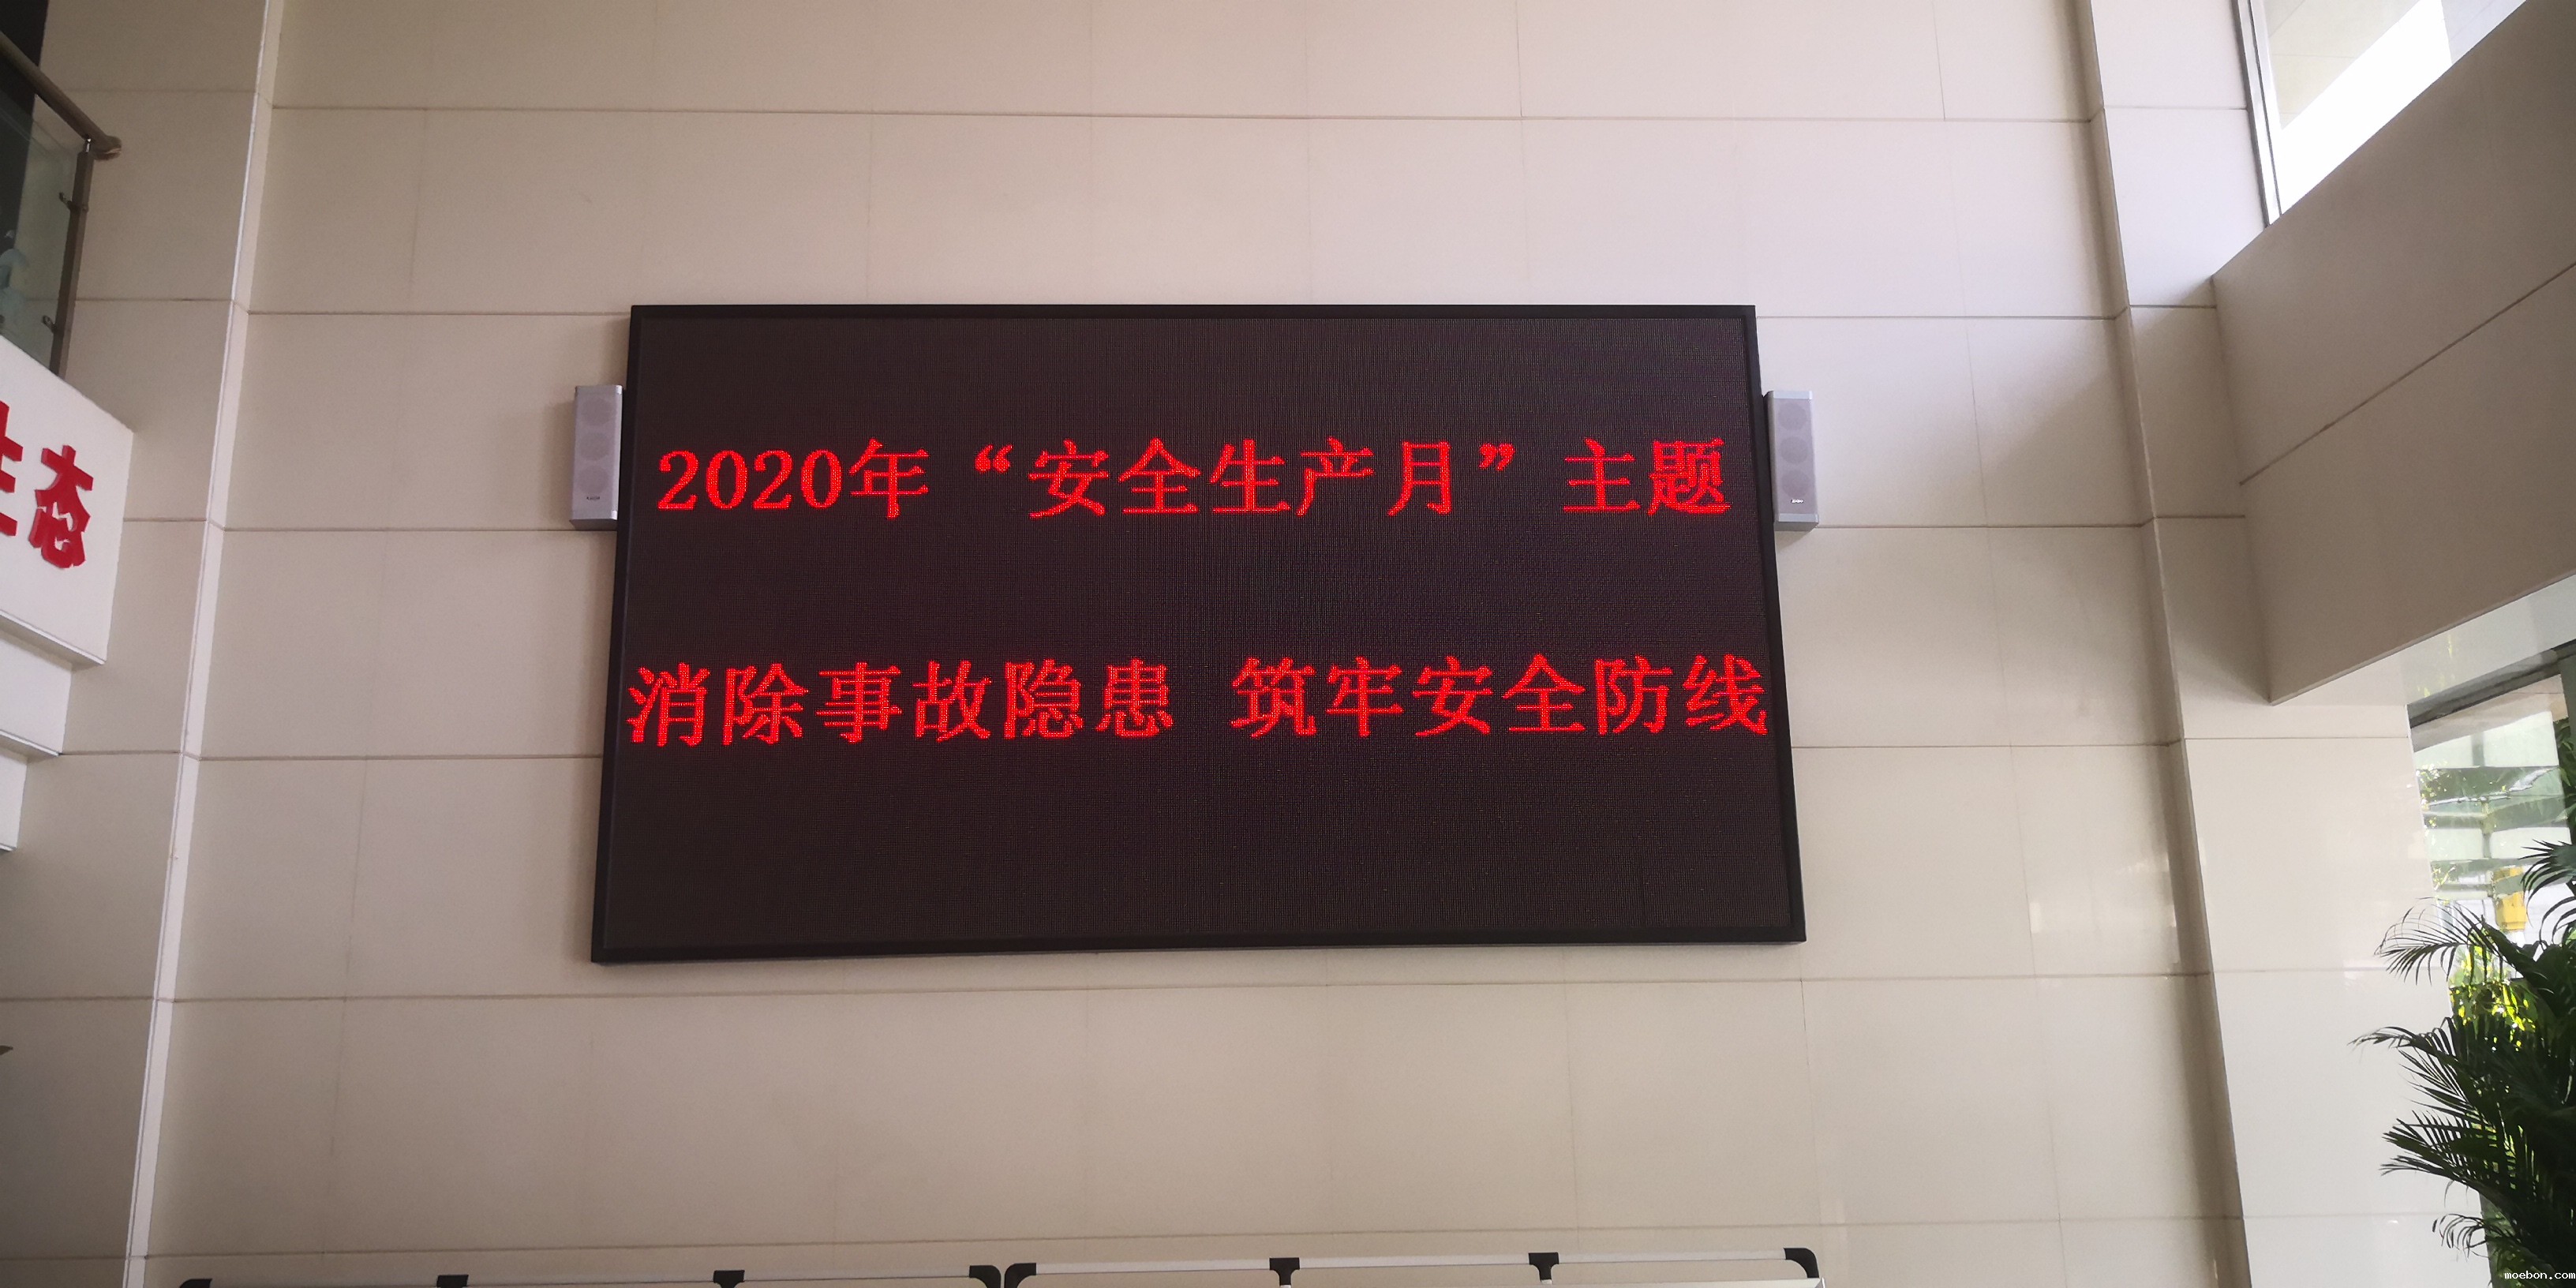 2020年“安全生产月”主题
消除事故隐患 筑牢安全防线
态
moebon.com